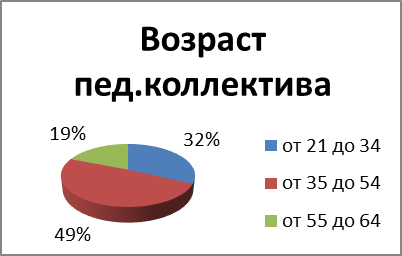 Возраст
пед.коллектива
19%
32%
49%
от 21 до 34
от 35 до 54
от 55 до 64